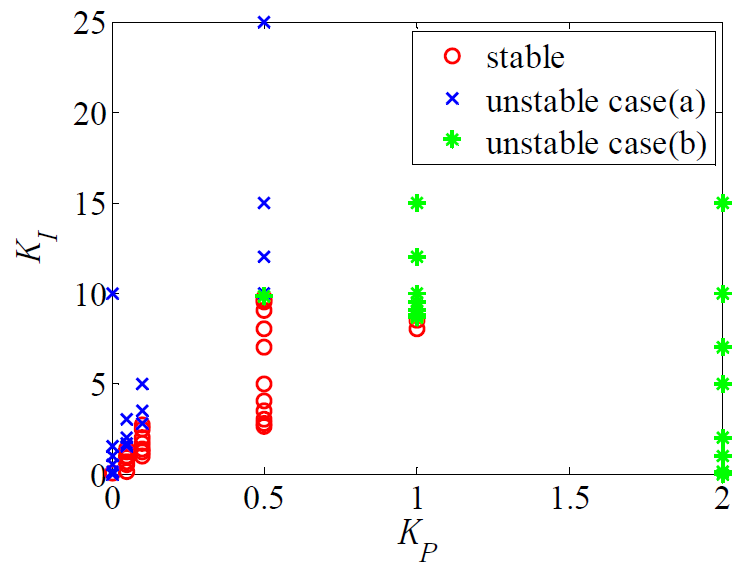 25
20
15
10
5
0
K_I
stable
unstable case(a)
unstable case(b)
0 0.5 1 1.5 2
K_P